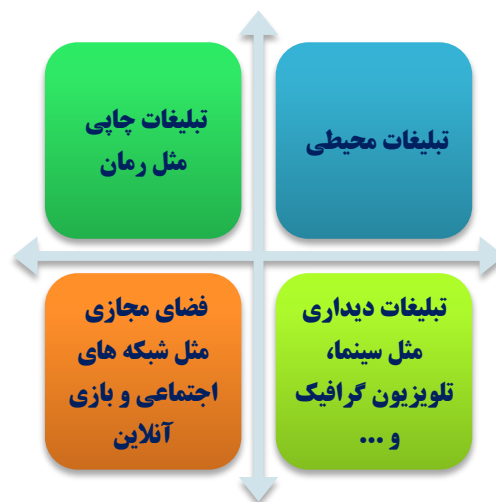 تبلیغات محیطی
تبلیغات چاپی
مثل رمان
تبلیغات دیداری
مثل سینما،
تلویزیون گرافیک
و ...
فضای مجازی
مثل شبکه های
اجتماعی و بازی
آنلاین